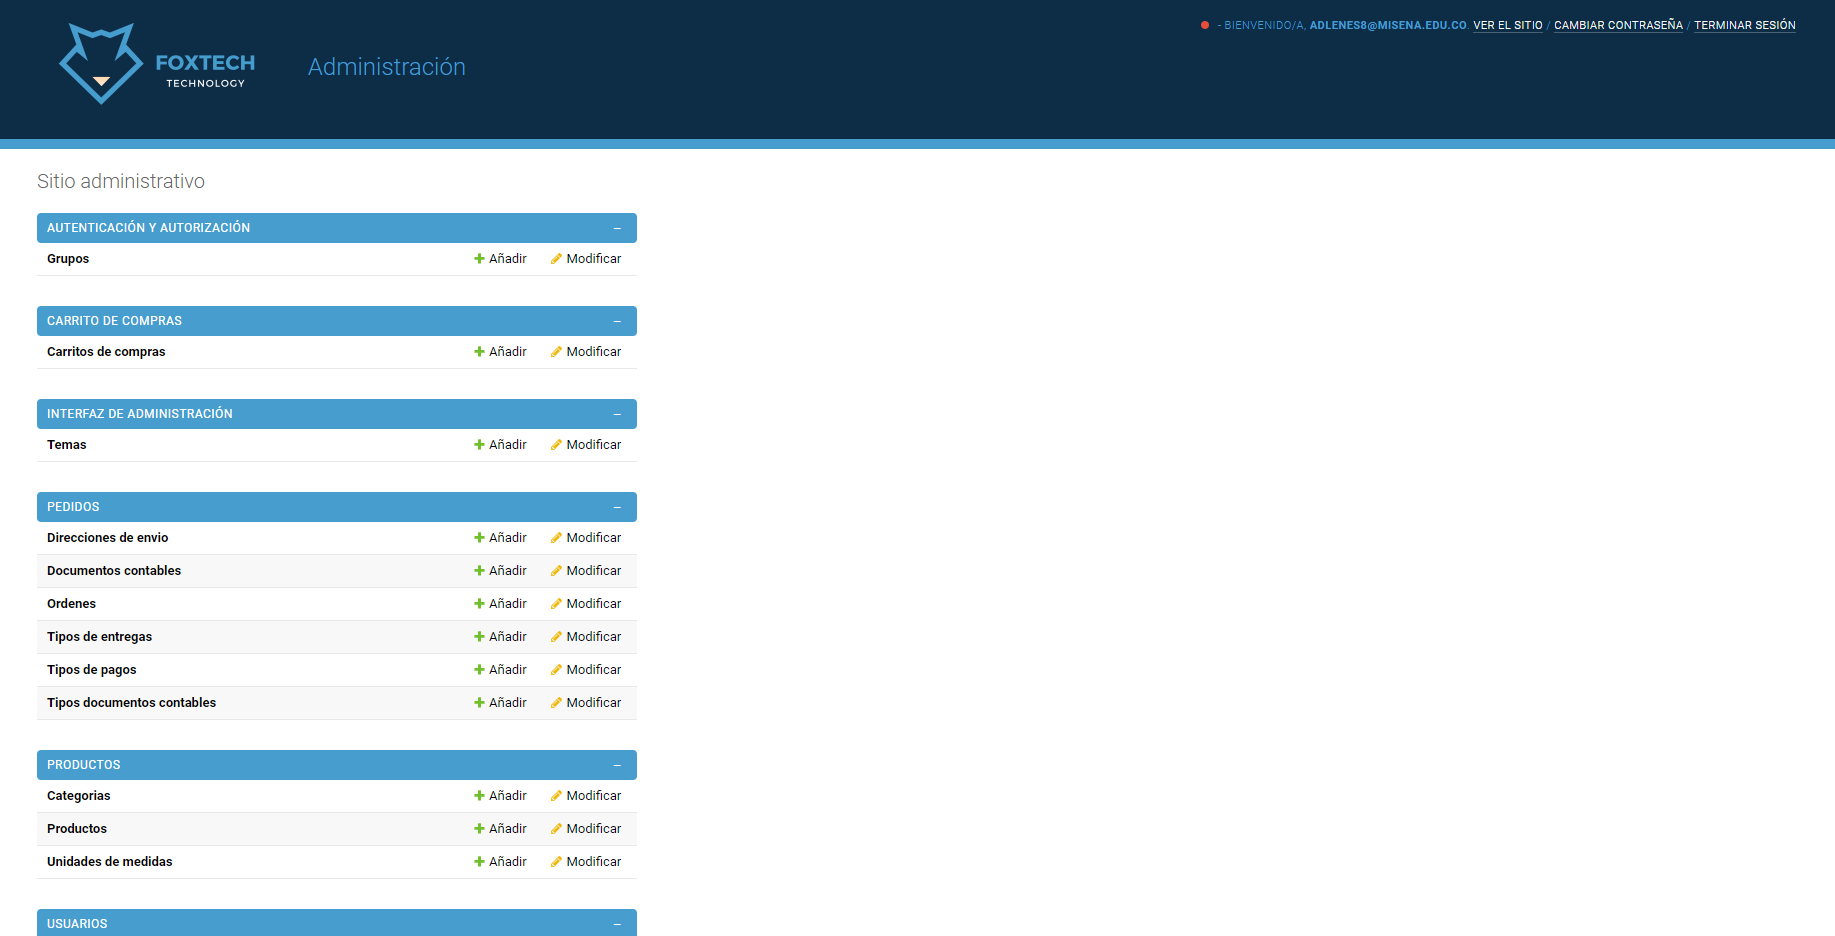 FOXTECH
TECHNOLOGY
Administración
- BIENVENIDO/A, ADLENES8@MISENA.EDU.CO. VER EL SITIO / CAMBIAR CONTRASEÑA / TERMINAR SESIÓN
Sitio administrativo
AUTENTICACIÓN Y AUTORIZACIÓN –
Grupos Añadir Modificar
CARRITO DE COMPRAS –
Carritos de compras Añadir Modificar
INTERFAZ DE ADMINISTRACIÓN –
Temas Añadir Modificar
PEDIDOS –
Direcciones de envio Añadir Modificar
Documentos contables Añadir Modificar
Ordenes Añadir Modificar
Tipos de entregas Añadir Modificar
Tipos de pagos Añadir Modificar
Tipos documentos contables Añadir Modificar
PRODUCTOS –
Categorias Añadir Modificar
Productos Añadir Modificar
Unidades de medidas Añadir Modificar
USUARIOS –